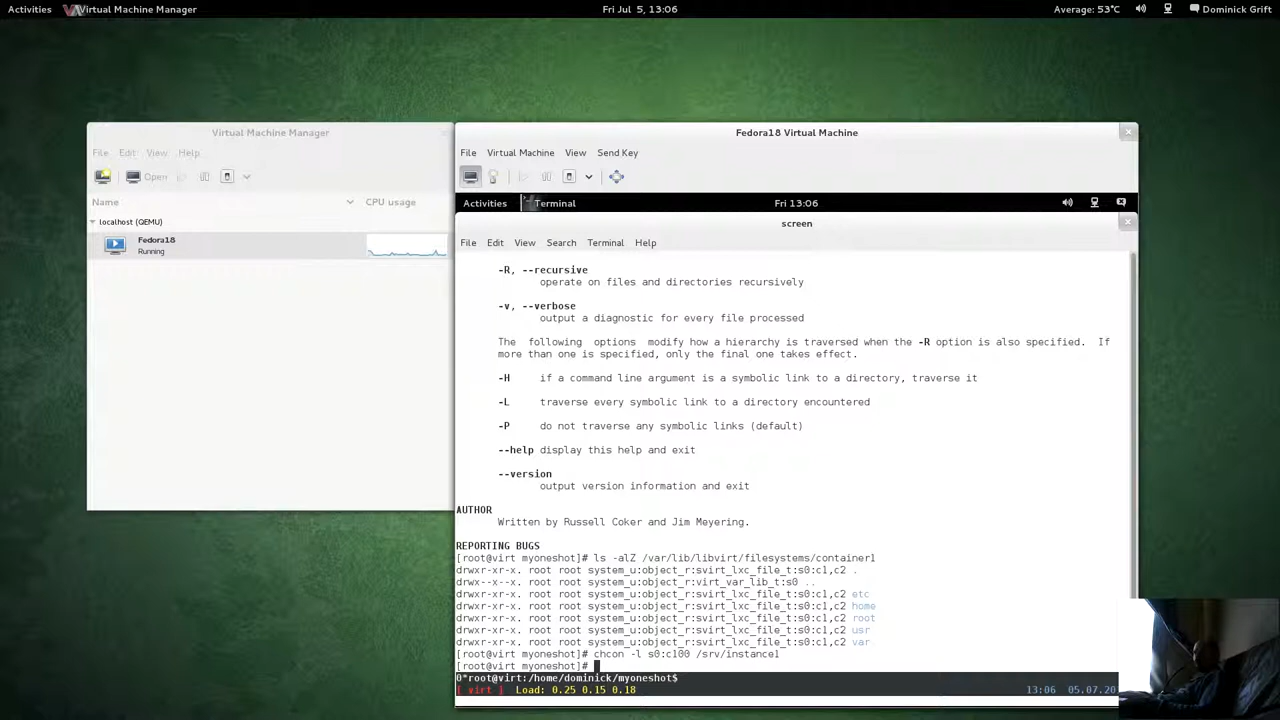 Activities Virtual Machine Manager Fri Jul 5, 13:06 Average: 53°C Dominick Grift
Virtual Machine Manager
File Edit View Help
Open
Name CPU usage
localhost (QEMU)
Fedora18
Running
Fedora18 Virtual Machine
File Virtual Machine View Send Key
Activities Terminal Fri 13:06
screen
File Edit View Search Terminal Help
-R, --recursive
operate on files and directories recursively
-v, --verbose
output a diagnostic for every file processed
The following options modify how a hierarchy is traversed when the -R option is also specified. If
more than one is specified, only the final one takes effect.
-H if a command line argument is a symbolic link to a directory, traverse it
-L traverse every symbolic link to a directory encountered
-P do not traverse any symbolic links (default)
--help display this help and exit
--version
output version information and exit
AUTHOR
Written by Russell Coker and Jim Meyering.
REPORTING BUGS
[root@virt myoneshot]# ls -alZ /var/lib/libvirt/filesystems/container1
drwxr-xr-x. root root system_u:object_r:svirt_lxc_file_t:s0:c1,c2 .
drwx--x--x. root root system_u:object_r:virt_var_lib_t:s0 ..
drwxr-xr-x. root root system_u:object_r:svirt_lxc_file_t:s0:c1,c2 etc
drwxr-xr-x. root root system_u:object_r:svirt_lxc_file_t:s0:c1,c2 home
drwxr-xr-x. root root system_u:object_r:svirt_lxc_file_t:s0:c1,c2 root
drwxr-xr-x. root root system_u:object_r:svirt_lxc_file_t:s0:c1,c2 usr
drwxr-xr-x. root root system_u:object_r:svirt_lxc_file_t:s0:c1,c2 var
[root@virt myoneshot]# chcon -l s0:c100 /srv/instance1
[root@virt myoneshot]#
0*root@virt:/home/dominick/myoneshot$
[ virt ] Load: 0.25 0.15 0.18 13:06 05.07.20